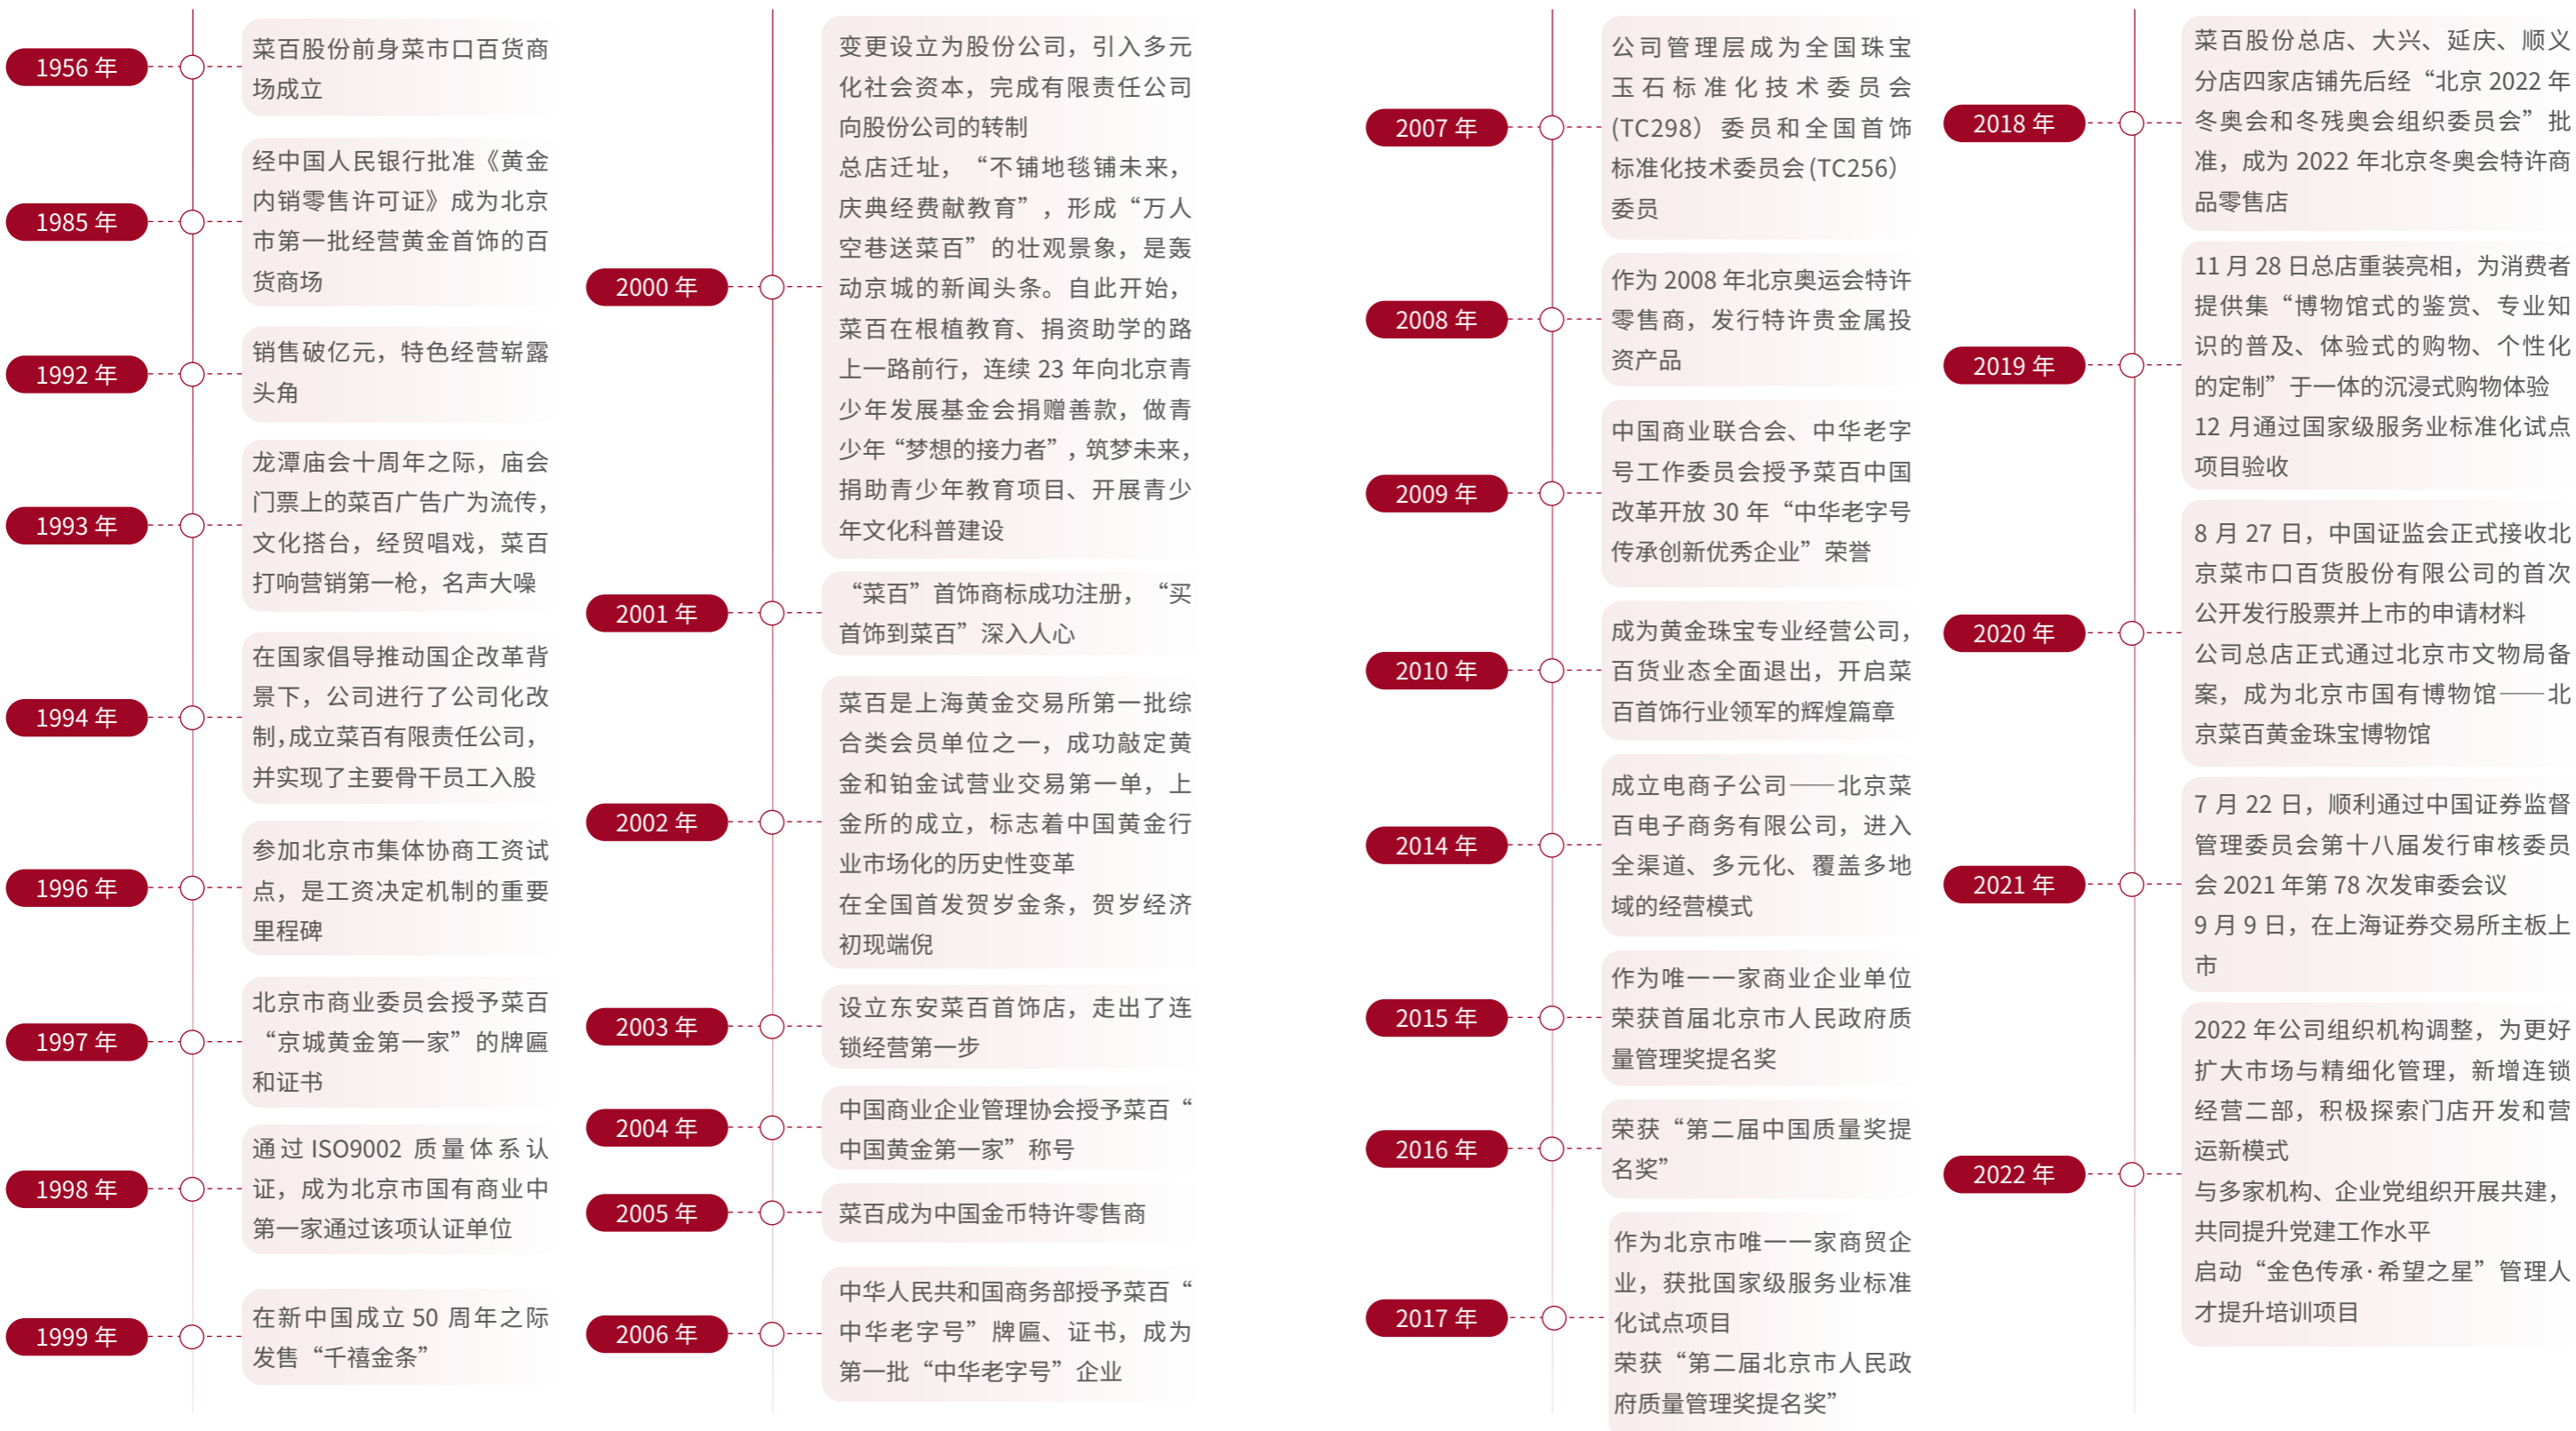 1956 年
菜百股份前身菜市口百货商
场成立
1985 年
经中国人民银行批准《黄金
内销零售许可证》成为北京
市第一批经营黄金首饰的百
货商场
1992 年
销售破亿元，特色经营崭露
头角
1993 年
龙潭庙会十周年之际，庙会
门票上的菜百广告广为流传，
文化搭台，经贸唱戏，菜百
打响营销第一枪，名声大噪
1994 年
在国家倡导推动国企改革背
景下，公司进行了公司化改
制，成立菜百有限责任公司，
并实现了主要骨干员工入股
1996 年
参加北京市集体协商工资试
点，是工资决定机制的重要
里程碑
1997 年
北京市商业委员会授予菜百
“京城黄金第一家”的牌匾
和证书
1998 年
通过 ISO9002 质量体系认
证，成为北京市国有商业中
第一家通过该项认证单位
1999 年
在新中国成立 50 周年之际
发售“千禧金条”
2000 年
变更设立为股份公司，引入多元
化社会资本，完成有限责任公司
向股份公司的转制
总店迁址，“不铺地毯铺未来，
庆典经费献教育”，形成“万人
空巷送菜百”的壮观景象，是轰
动京城的新闻头条。自此开始，
菜百在根植教育、捐资助学的路
上一路前行，连续 23 年向北京青
少年发展基金会捐赠善款，做青
少年“梦想的接力者”，筑梦未来，
捐助青少年教育项目、开展青少
年文化科普建设
2001 年
“菜百”首饰商标成功注册，“买
首饰到菜百”深入人心
2002 年
菜百是上海黄金交易所第一批综
合类会员单位之一，成功敲定黄
金和铂金试营业交易第一单，上
金所的成立，标志着中国黄金行
业市场化的历史性变革
在全国首发贺岁金条，贺岁经济
初现端倪
2003 年
设立东安菜百首饰店，走出了连
锁经营第一步
2004 年
中国商业企业管理协会授予菜百“
中国黄金第一家”称号
2005 年
菜百成为中国金币特许零售商
2006 年
中华人民共和国商务部授予菜百“
中华老字号”牌匾、证书，成为
第一批“中华老字号”企业
2007 年
公司管理层成为全国珠宝
玉石标准化技术委员会
(TC298）委员和全国首饰
标准化技术委员会(TC256）
委员
2008 年
作为 2008 年北京奥运会特许
零售商，发行特许贵金属投
资产品
2009 年
中国商业联合会、中华老字
号工作委员会授予菜百中国
改革开放 30 年“中华老字号
传承创新优秀企业”荣誉
2010 年
成为黄金珠宝专业经营公司，
百货业态全面退出，开启菜
百首饰行业领军的辉煌篇章
2014 年
成立电商子公司——北京菜
百电子商务有限公司，进入
全渠道、多元化、覆盖多地
域的经营模式
2015 年
作为唯一一家商业企业单位
荣获首届北京市人民政府质
量管理奖提名奖
2016 年
荣获“第二届中国质量奖提
名奖”
2017 年
作为北京市唯一一家商贸企
业，获批国家级服务业标准
化试点项目
荣获“第二届北京市人民政
府质量管理奖提名奖”
2018 年
菜百股份总店、大兴、延庆、顺义
分店四家店铺先后经“北京 2022 年
冬奥会和冬残奥会组织委员会”批
准，成为 2022 年北京冬奥会特许商
品零售店
2019 年
11 月 28 日总店重装亮相，为消费者
提供集“博物馆式的鉴赏、专业知
识的普及、体验式的购物、个性化
的定制”于一体的沉浸式购物体验
12 月通过国家级服务业标准化试点
项目验收
2020 年
8 月 27 日，中国证监会正式接收北
京菜市口百货股份有限公司的首次
公开发行股票并上市的申请材料
公司总店正式通过北京市文物局备
案，成为北京市国有博物馆——北
京菜百黄金珠宝博物馆
2021 年
7 月 22 日，顺利通过中国证券监督
管理委员会第十八届发行审核委员
会 2021 年第 78 次发审委会议
9 月 9 日，在上海证券交易所主板上
市
2022 年
2022 年公司组织机构调整，为更好
扩大市场与精细化管理，新增连锁
经营二部，积极探索门店开发和营
运新模式
与多家机构、企业党组织开展共建，
共同提升党建工作水平
启动“金色传承·希望之星”管理人
才提升培训项目